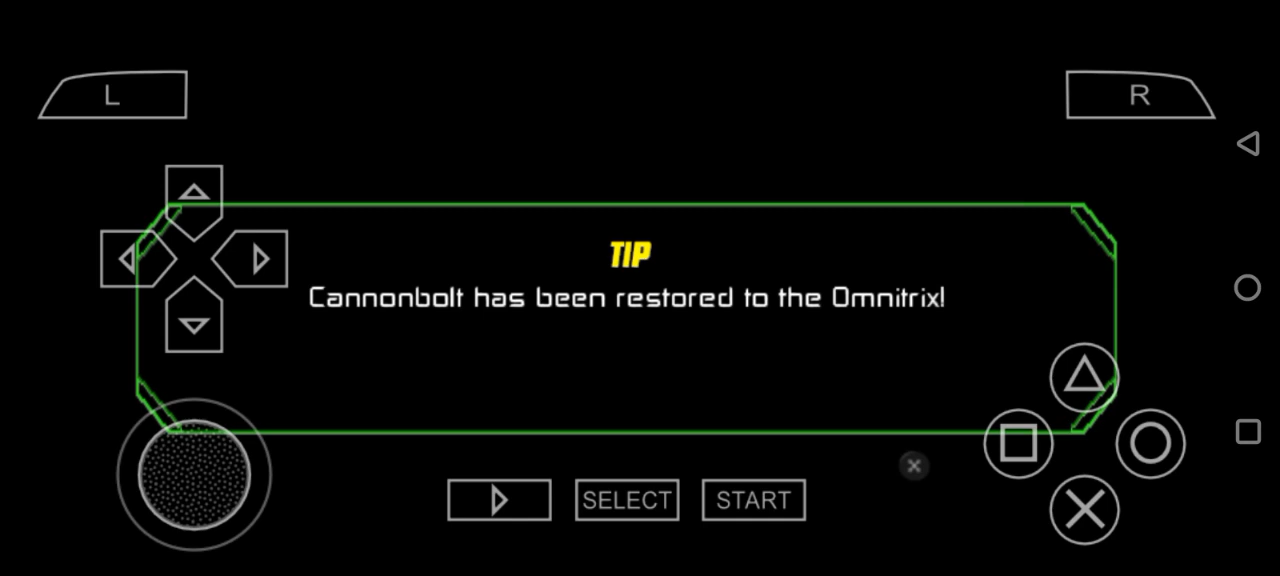 L
R
TIP
Cannonbolt has been restored to the Omnitrix!
SELECT
START